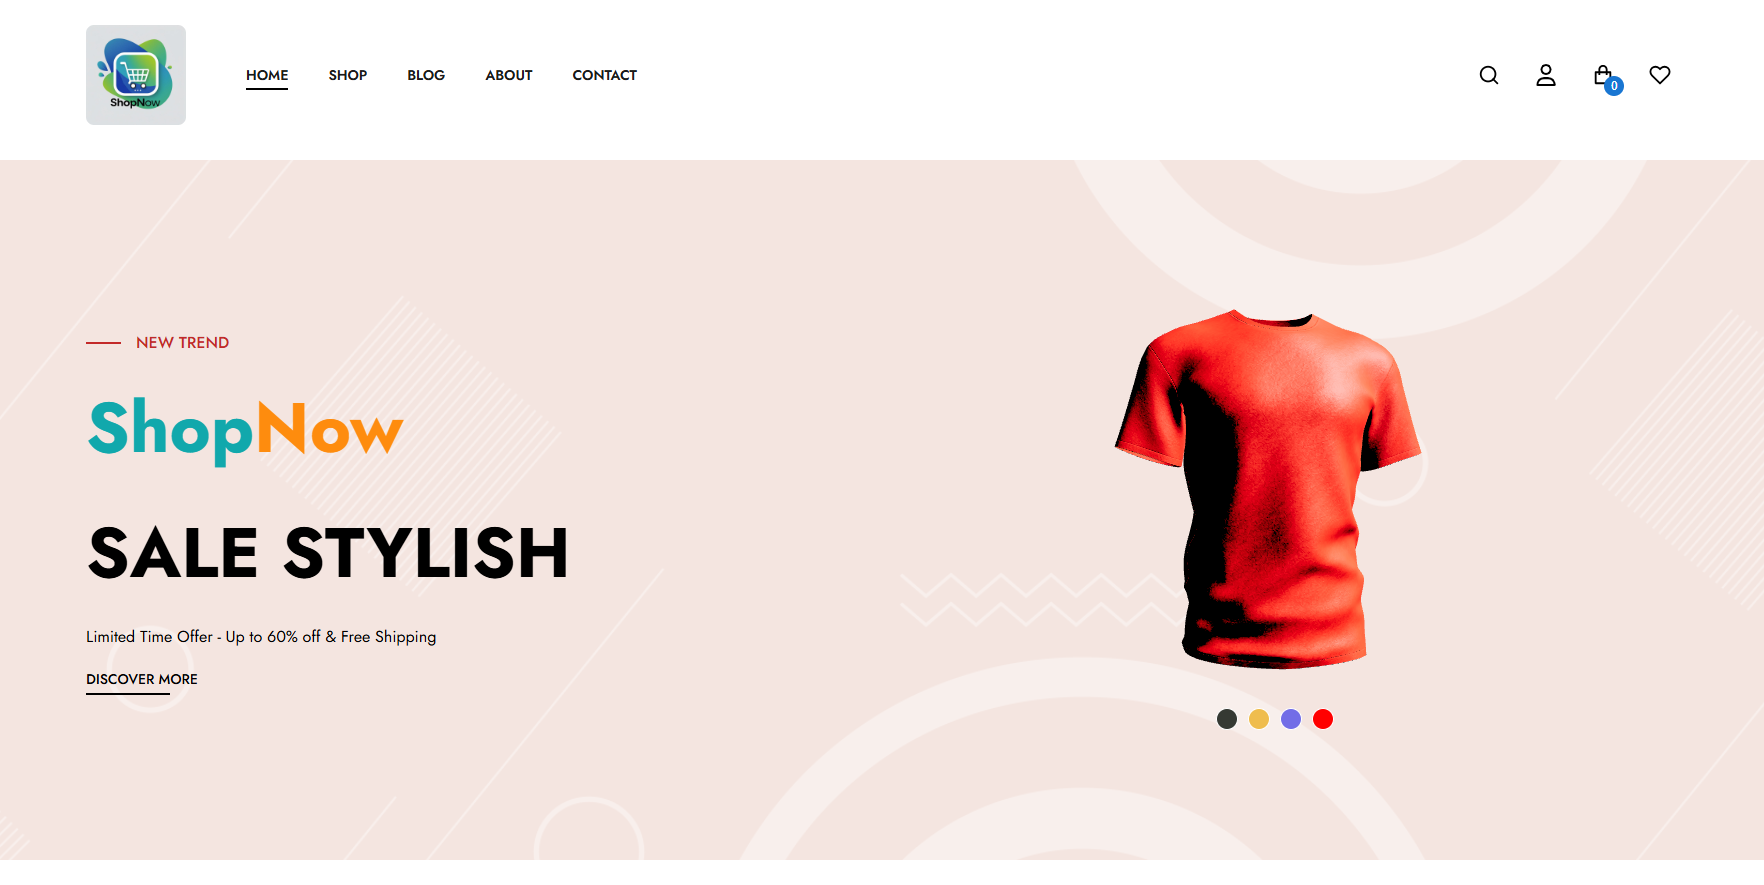 ShopNow
HOME SHOP BLOG ABOUT CONTACT
0
NEW TREND
ShopNow
SALE STYLISH
Limited Time Offer - Up to 60% off & Free Shipping
DISCOVER MORE